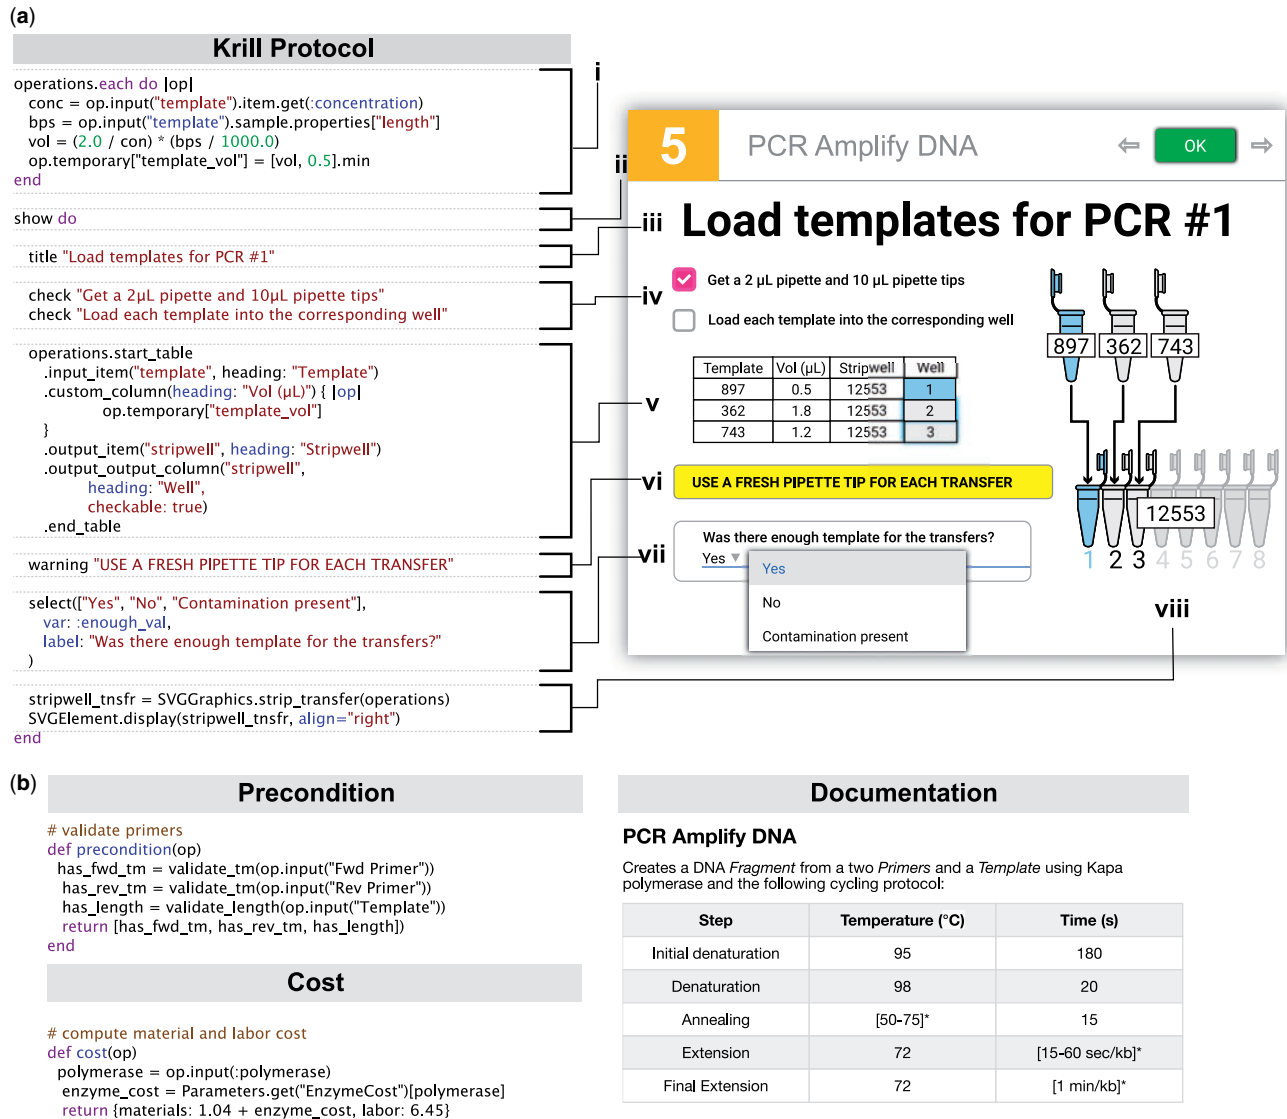 (a)
Krill Protocol
operations.each do |op|
conc = op.input("template").item.get(:concentration)
bps = op.input("template").sample.properties["length"]
vol = (2.0 / con) * (bps / 1000.0)
op.temporary["template_vol"] = [vol, 0.5].min
end
show do
title "Load templates for PCR #1"
check "Get a 2µL pipette and 10µL pipette tips"
check "Load each template into the corresponding well"
operations.start_table
.input_item("template", heading: "Template")
.custom_column(heading: "Vol (µL)") { |op|
op.temporary["template_vol"]
}
.output_item("stripwell", heading: "Stripwell")
.output_output_column("stripwell",
heading: "Well",
checkable: true)
.end_table
warning "USE A FRESH PIPETTE TIP FOR EACH TRANSFER"
select(["Yes", "No", "Contamination present"],
var: :enough_val,
label: "Was there enough template for the transfers?"
)
stripwell_tnsfr = SVGGraphics.strip_transfer(operations)
SVGElement.display(stripwell_tnsfr, align="right")
end
i
ii
iii
iv
v
vi
vii
viii
5 PCR Amplify DNA ⇦ OK ⇨
Load templates for PCR #1
Get a 2 µL pipette and 10 µL pipette tips
Load each template into the corresponding well
Template Vol (µL) Stripwell Well
897 0.5 12553 1
362 1.8 12553 2
743 1.2 12553 3
USE A FRESH PIPETTE TIP FOR EACH TRANSFER
Was there enough template for the transfers?
Yes
Yes
No
Contamination present
897 362 743
12553
1 2 3 4 5 6 7 8
(b)
Precondition
# validate primers
def precondition(op)
has_fwd_tm = validate_tm(op.input("Fwd Primer"))
has_rev_tm = validate_tm(op.input("Rev Primer"))
has_length = validate_length(op.input("Template"))
return [has_fwd_tm, has_rev_tm, has_length])
end
Cost
# compute material and labor cost
def cost(op)
polymerase = op.input(:polymerase)
enzyme_cost = Parameters.get("EnzymeCost")[polymerase]
return {materials: 1.04 + enzyme_cost, labor: 6.45}
Documentation
PCR Amplify DNA
Creates a DNA Fragment from a two Primers and a Template using Kapa
polymerase and the following cycling protocol:
Step Temperature (°C) Time (s)
Initial denaturation 95 180
Denaturation 98 20
Annealing [50-75]* 15
Extension 72 [15-60 sec/kb]*
Final Extension 72 [1 min/kb]*